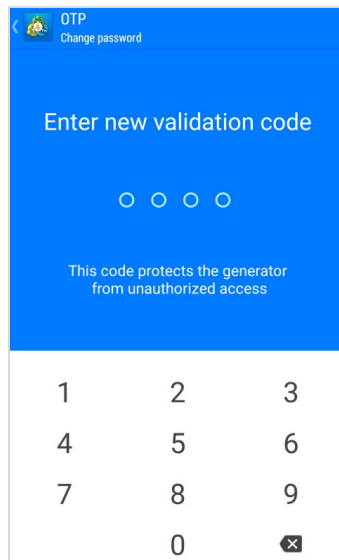 OTP
Change password
Enter new validation code
This code protects the generator
from unauthorized access
1 2 3
4 5 6
7 8 9
0